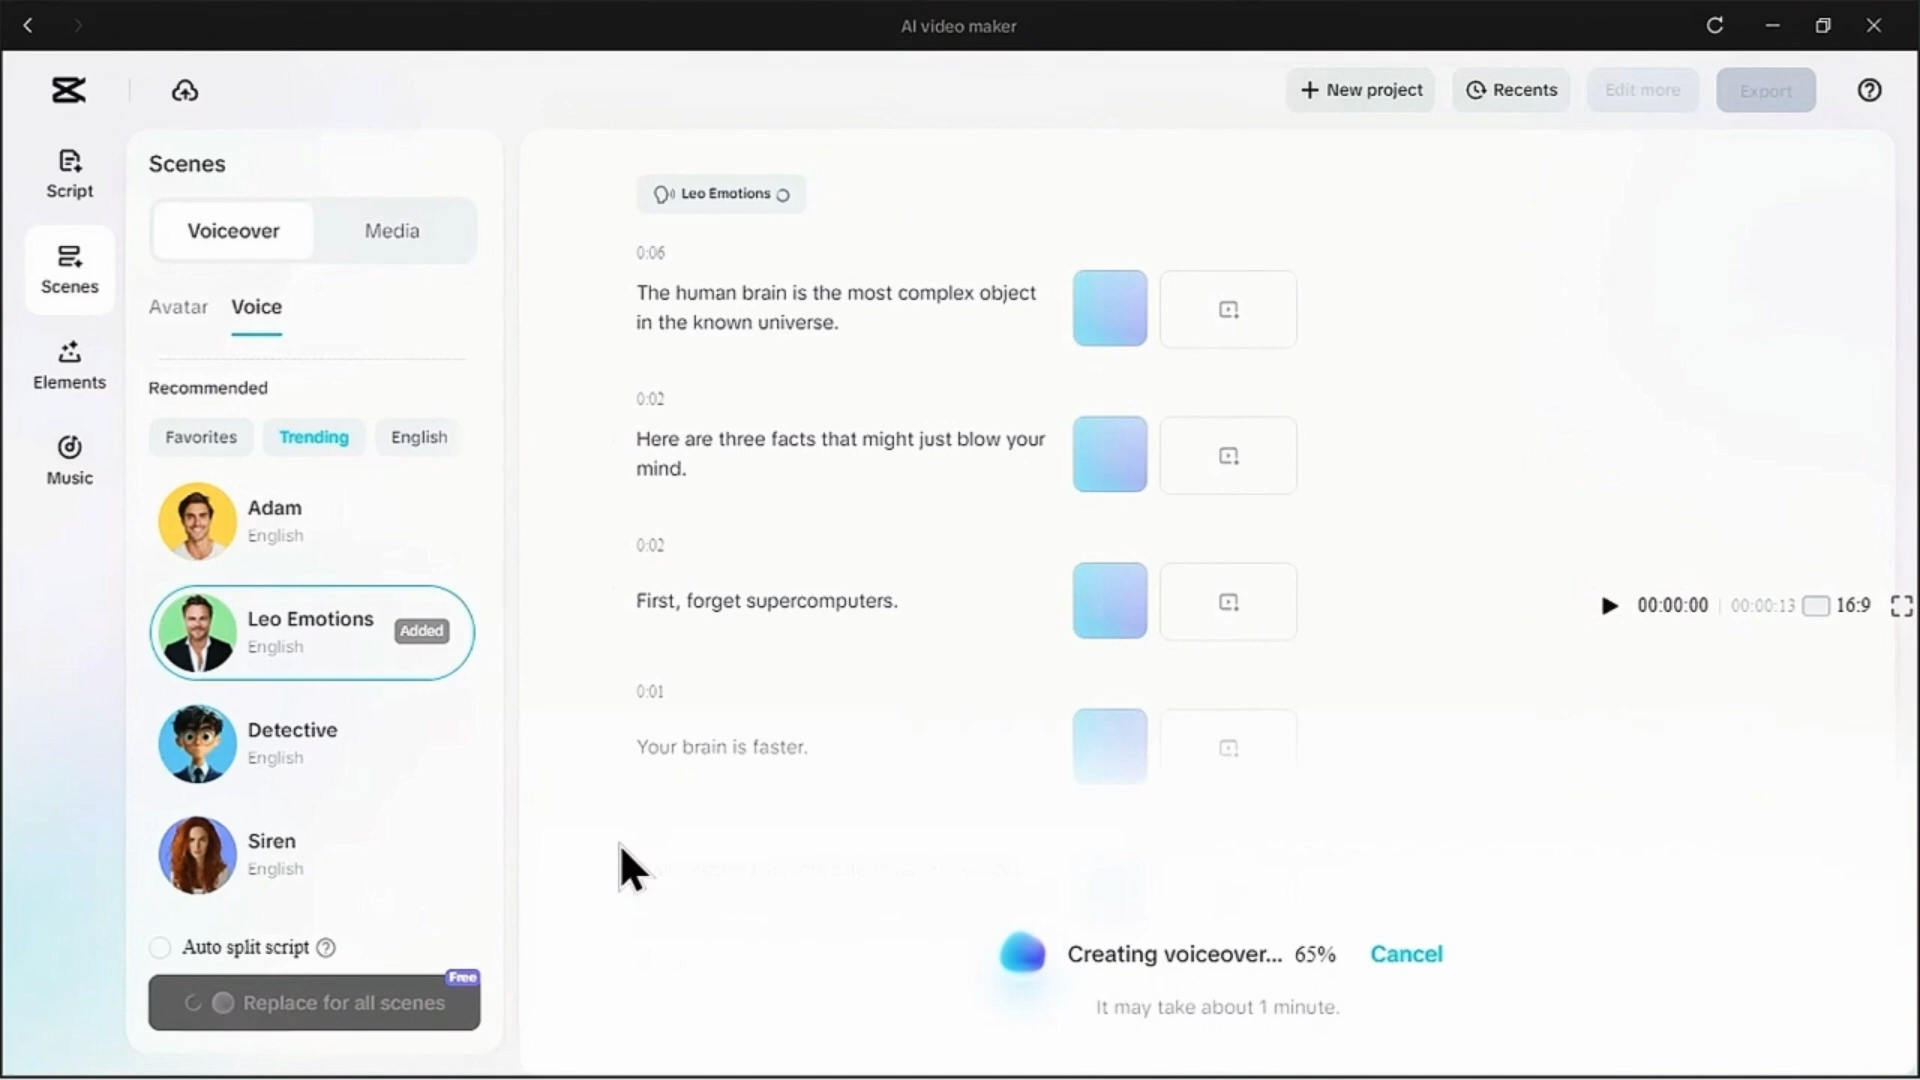 AI video maker
New project
Recents
Edit more
Export
Script
Scenes
Elements
Music
Scenes
Voiceover
Media
Avatar
Voice
Recommended
Favorites
Trending
English
Adam
English
Leo Emotions
English
Added
Detective
English
Siren
English
Auto split script
Free
Replace for all scenes
Leo Emotions
0:06
The human brain is the most complex object
in the known universe.
0:02
Here are three facts that might just blow your
mind.
0:02
First, forget supercomputers.
0:01
Your brain is faster.
00:00:00 | 00:00:13 16:9
Creating voiceover... 65% Cancel
It may take about 1 minute.